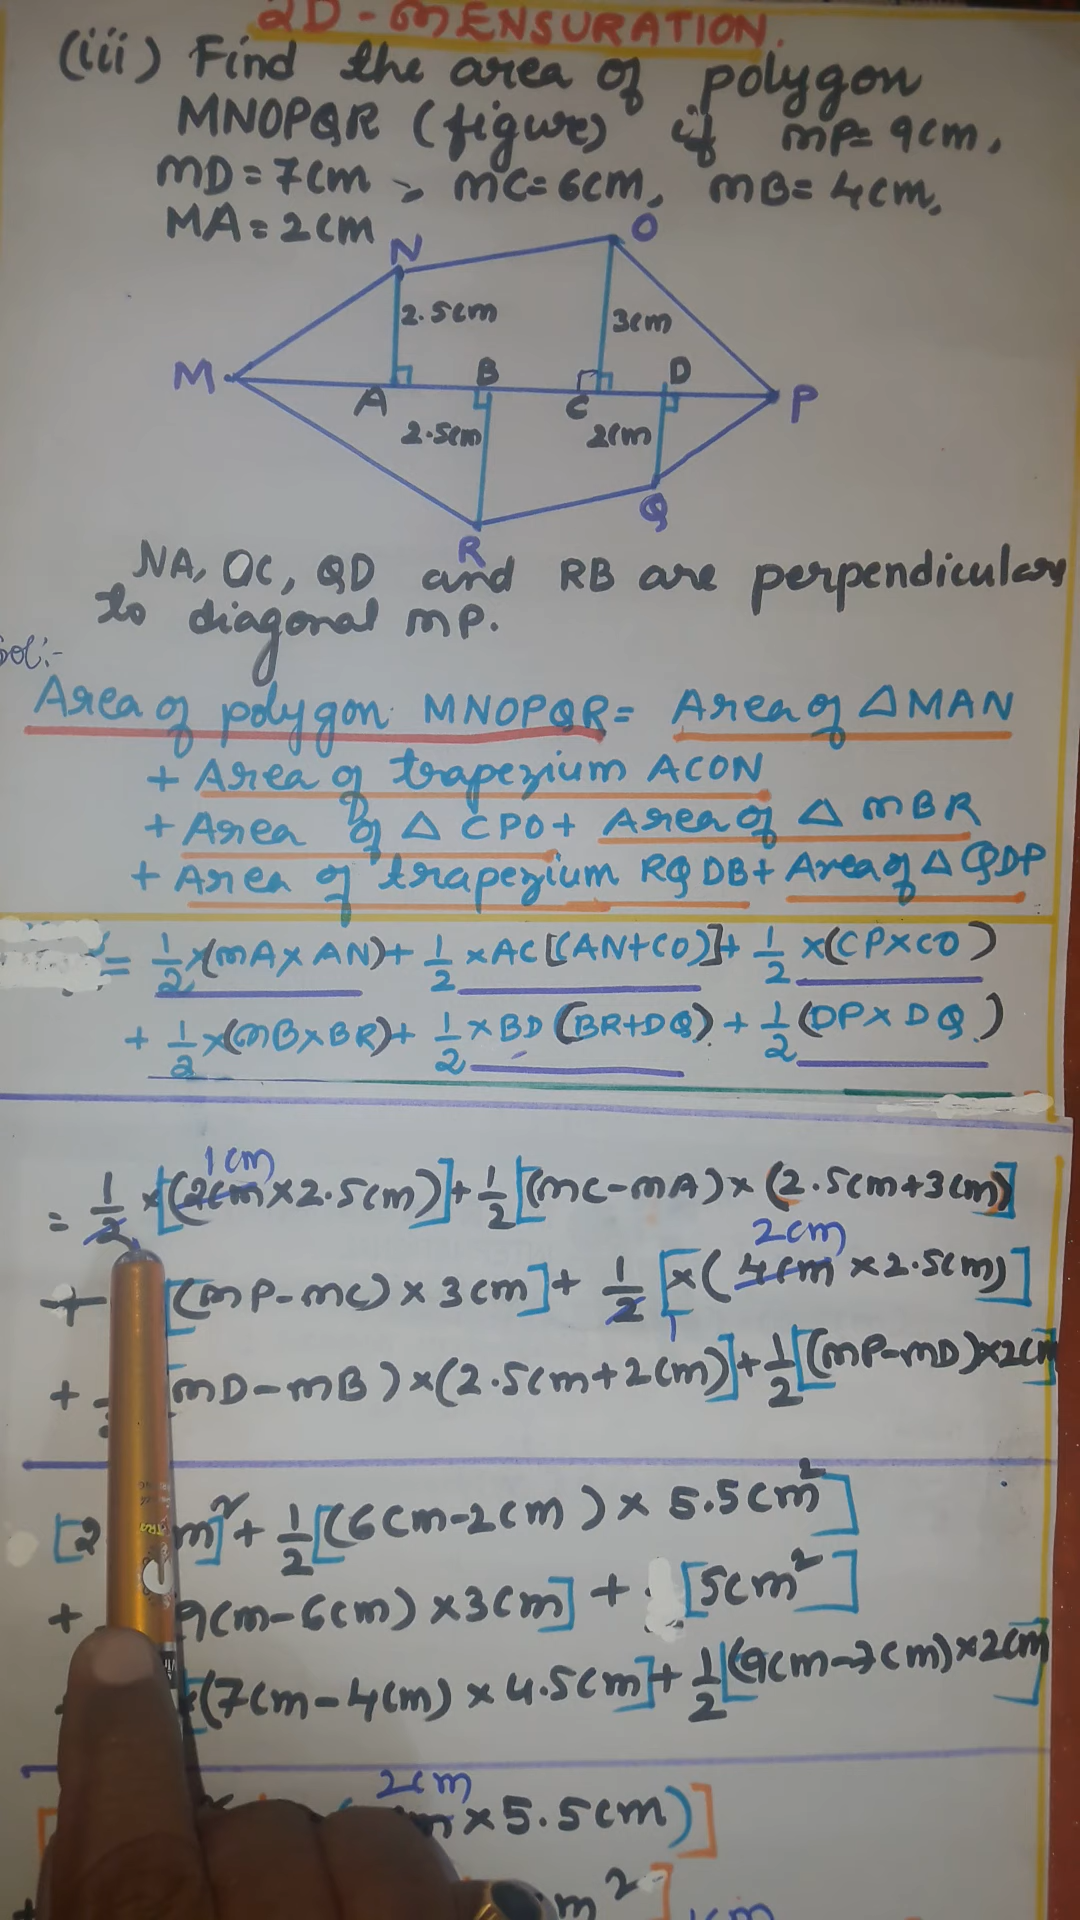 2D-MENSURATION.
(iii) Find the area of polygon
MNOPQR (figure) if MP= 9cm,
MD=7cm, MC=6cm, MB=4cm,
MA=2cm
N
O
2.5cm
3cm
M
A
B
C
D
P
2.5cm
2cm
Q
R
NA, OC, QD and RB are perpendiculars
to diagonal MP.
Sol:-
Area of polygon MNOPQR= Area of △MAN
+ Area of trapezium ACON
+ Area of △ CPO+ Area of △ MBR
+ Area of trapezium RQDB+ Area of △ QDP
= 1/2 ×(MA×AN)+ 1/2 ×AC[(AN+CO)]+ 1/2 ×(CP×CO)
+ 1/2 ×(MB×BR)+ 1/2 ×BD(BR+DQ) + 1/2 (DP×DQ)
1cm
= 1/2 ×[(2cm×2.5cm)]+1/2[(MC-MA)×(2.5cm+3cm)]
2cm
+ [(MP-MC)×3cm]+ 1/2 [×(4cm×2.5cm)]
+ [MD-MB)×(2.5cm+2cm)]+1/2[(MP-MD)×2cm]
[2 m²]+ 1/2[(6cm-2cm)× 5.5cm²]
+ 9cm-6cm)×3cm] + [5cm²]
[(7cm-4cm)×4.5cm]+ 1/2[(9cm-7cm)×2cm]
2cm
×5.5cm)]
m²]
1cm